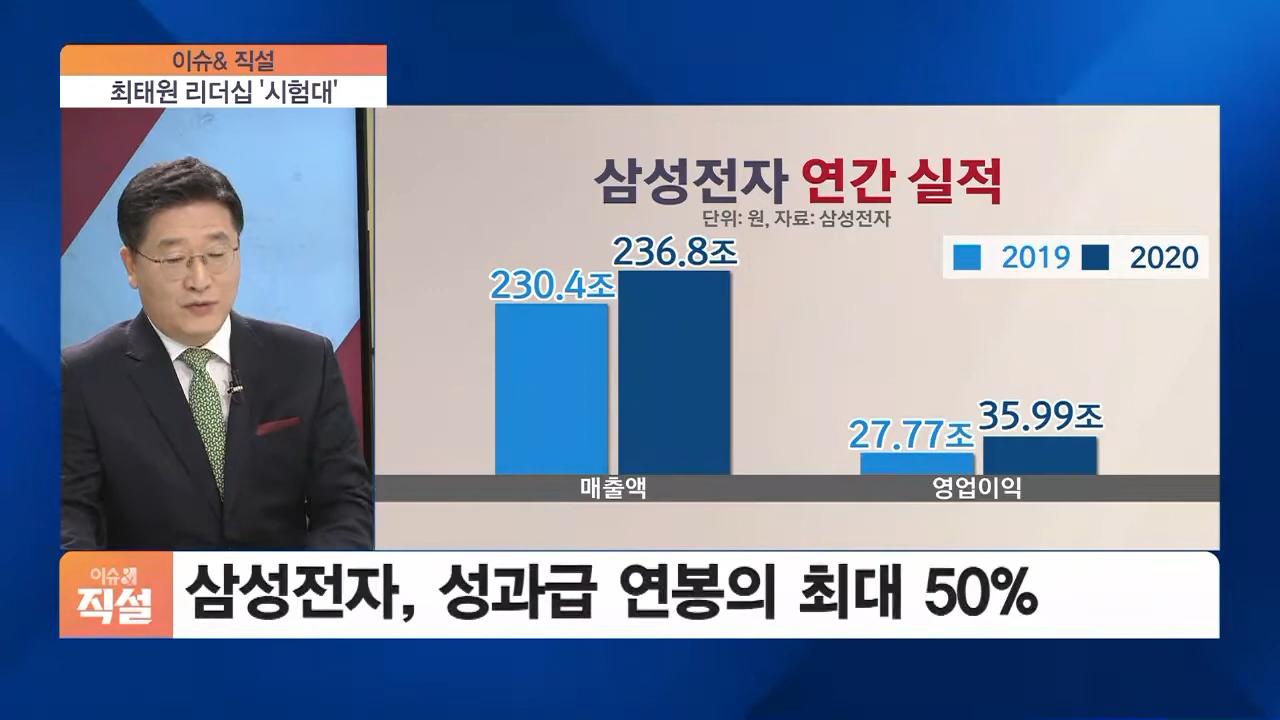 이슈& 직설
최태원 리더십 '시험대'
삼성전자 연간 실적
단위: 원, 자료: 삼성전자
2019 2020
230.4조
236.8조
27.77조
35.99조
매출액
영업이익
이슈&
직설
삼성전자, 성과급 연봉의 최대 50%